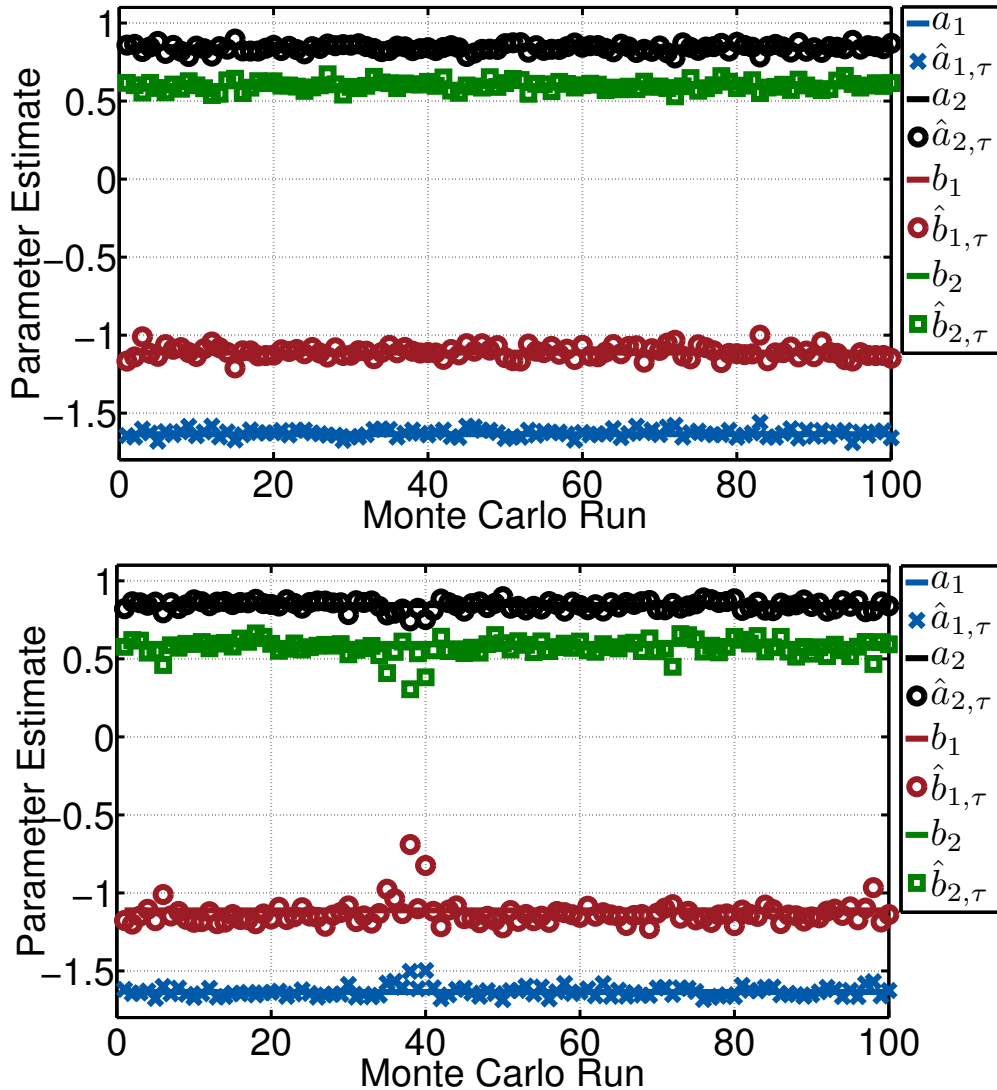 1
0.5
0
−0.5
−1
−1.5
Parameter Estimate
0 20 40 60 80 100
Monte Carlo Run
a₁
â₁,τ
a₂
â₂,τ
b₁
b̂₁,τ
b₂
b̂₂,τ
1
0.5
0
−0.5
−1
−1.5
Parameter Estimate
0 20 40 60 80 100
Monte Carlo Run
a₁
â₁,τ
a₂
â₂,τ
b₁
b̂₁,τ
b₂
b̂₂,τ